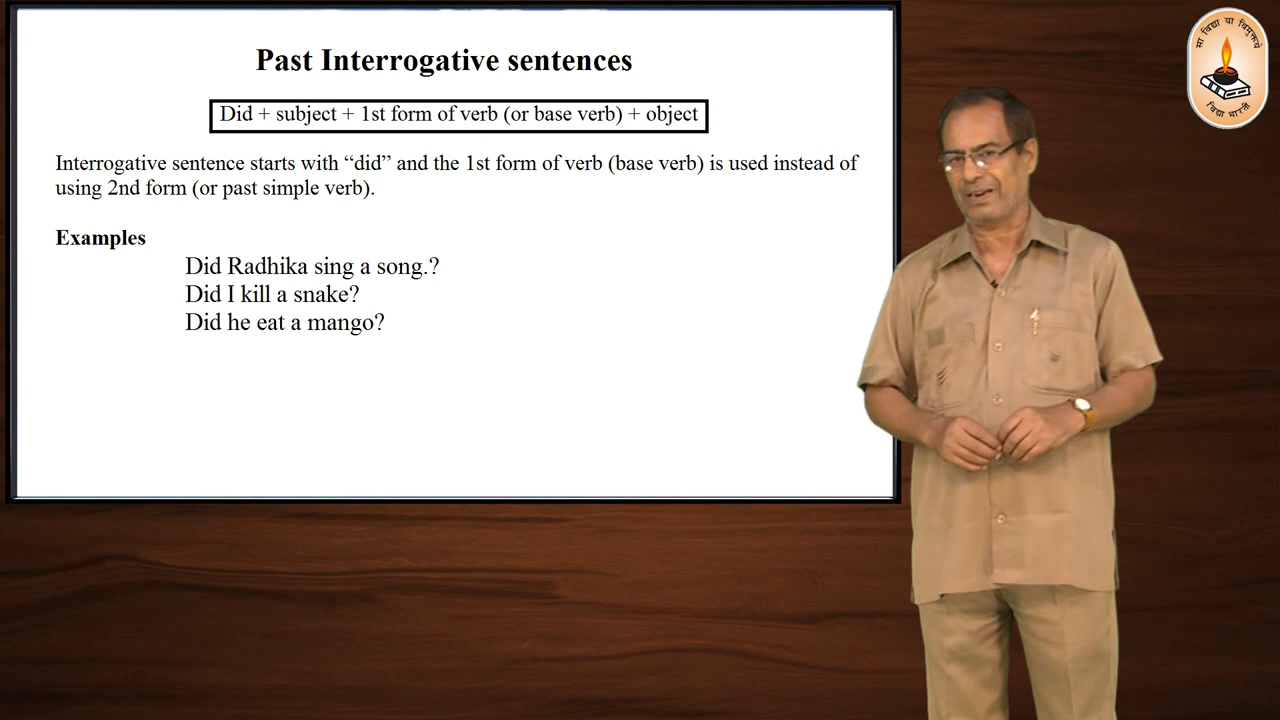 Past Interrogative sentences
Did + subject + 1st form of verb (or base verb) + object
Interrogative sentence starts with “did” and the 1st form of verb (base verb) is used instead of
using 2nd form (or past simple verb).
Examples
Did Radhika sing a song.?
Did I kill a snake?
Did he eat a mango?
सा विद्या या विमुक्तये
विद्या भारती